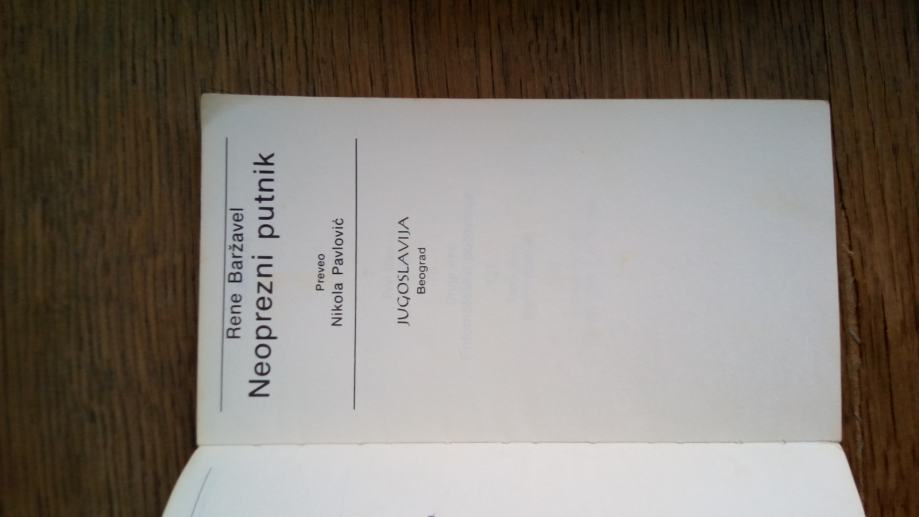 Rene Baržavel
Neoprezni putnik
Preveo
Nikola Pavlović
JUGOSLAVIJA
Beograd